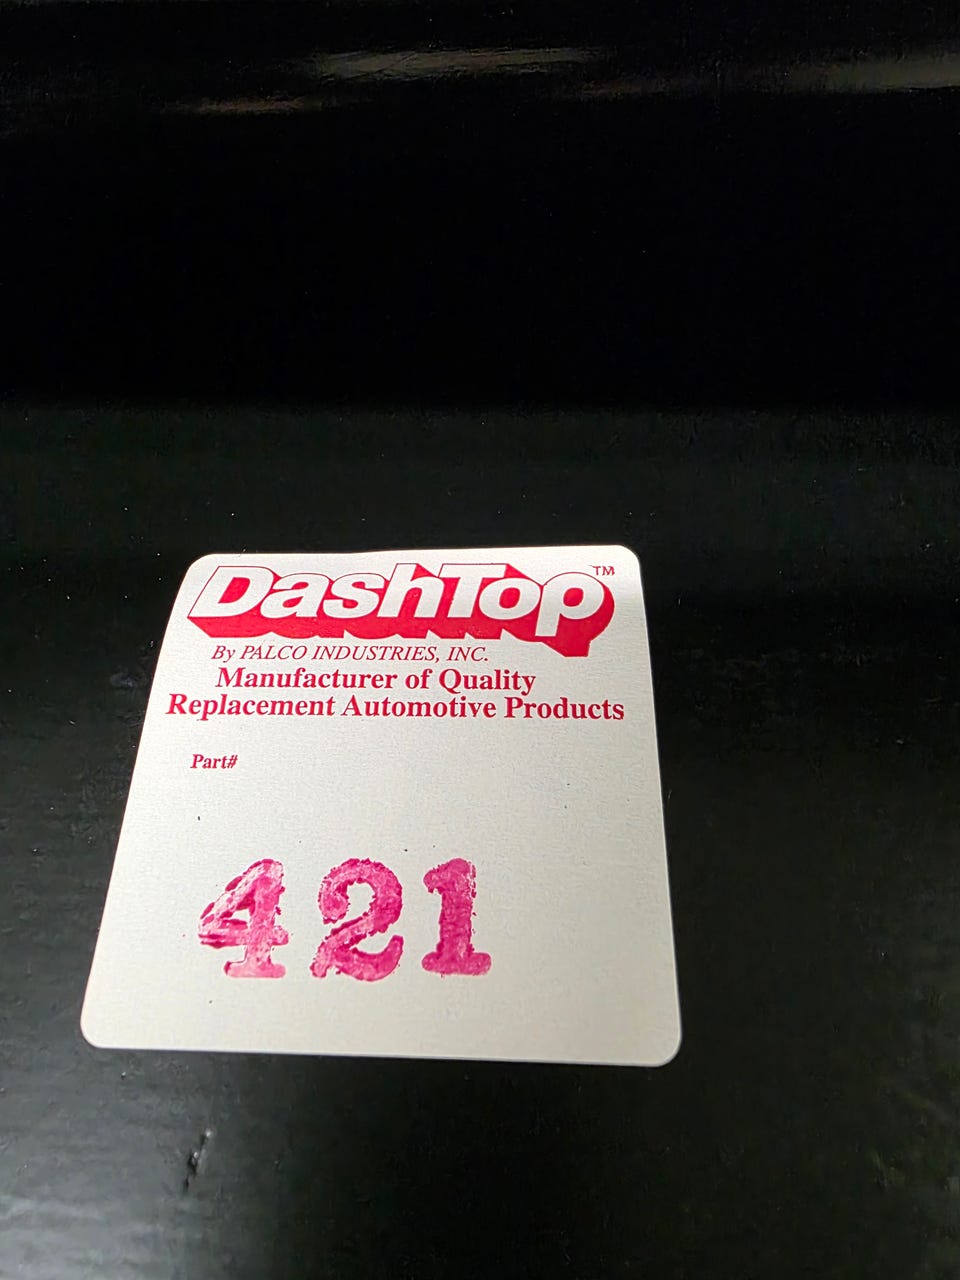 DashTop™
By PALCO INDUSTRIES, INC.
Manufacturer of Quality
Replacement Automotive Products
Part#
421